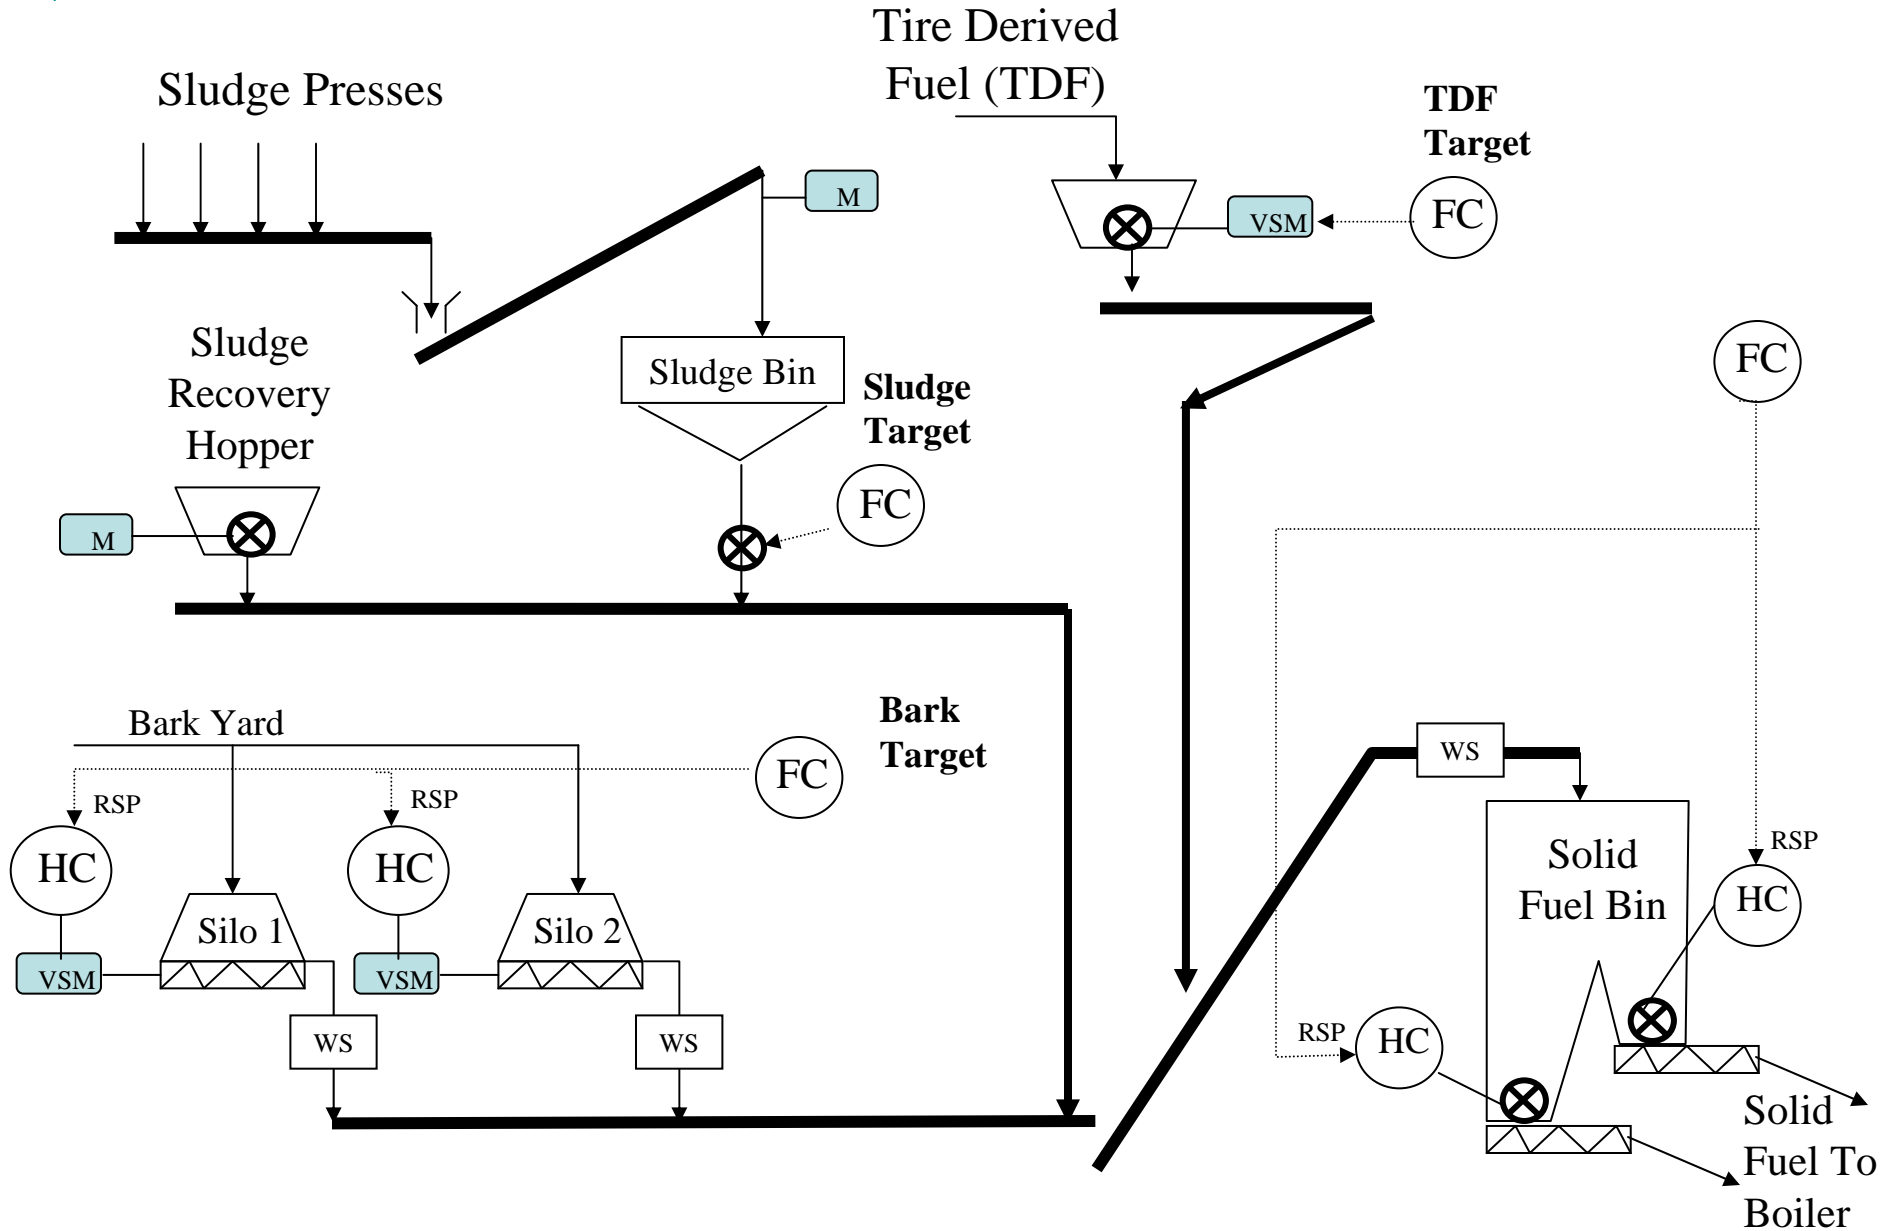 Tire Derived
Fuel (TDF)
Sludge Presses
TDF
Target
M
VSM
FC
FC
Sludge
Recovery
Hopper
Sludge Bin
Sludge
Target
FC
M
Bark
Target
Bark Yard
FC
RSP
RSP
WS
HC
HC
Solid
Fuel Bin
RSP
HC
Silo 1
Silo 2
VSM
VSM
WS
WS
RSP
HC
Solid
Fuel To
Boiler